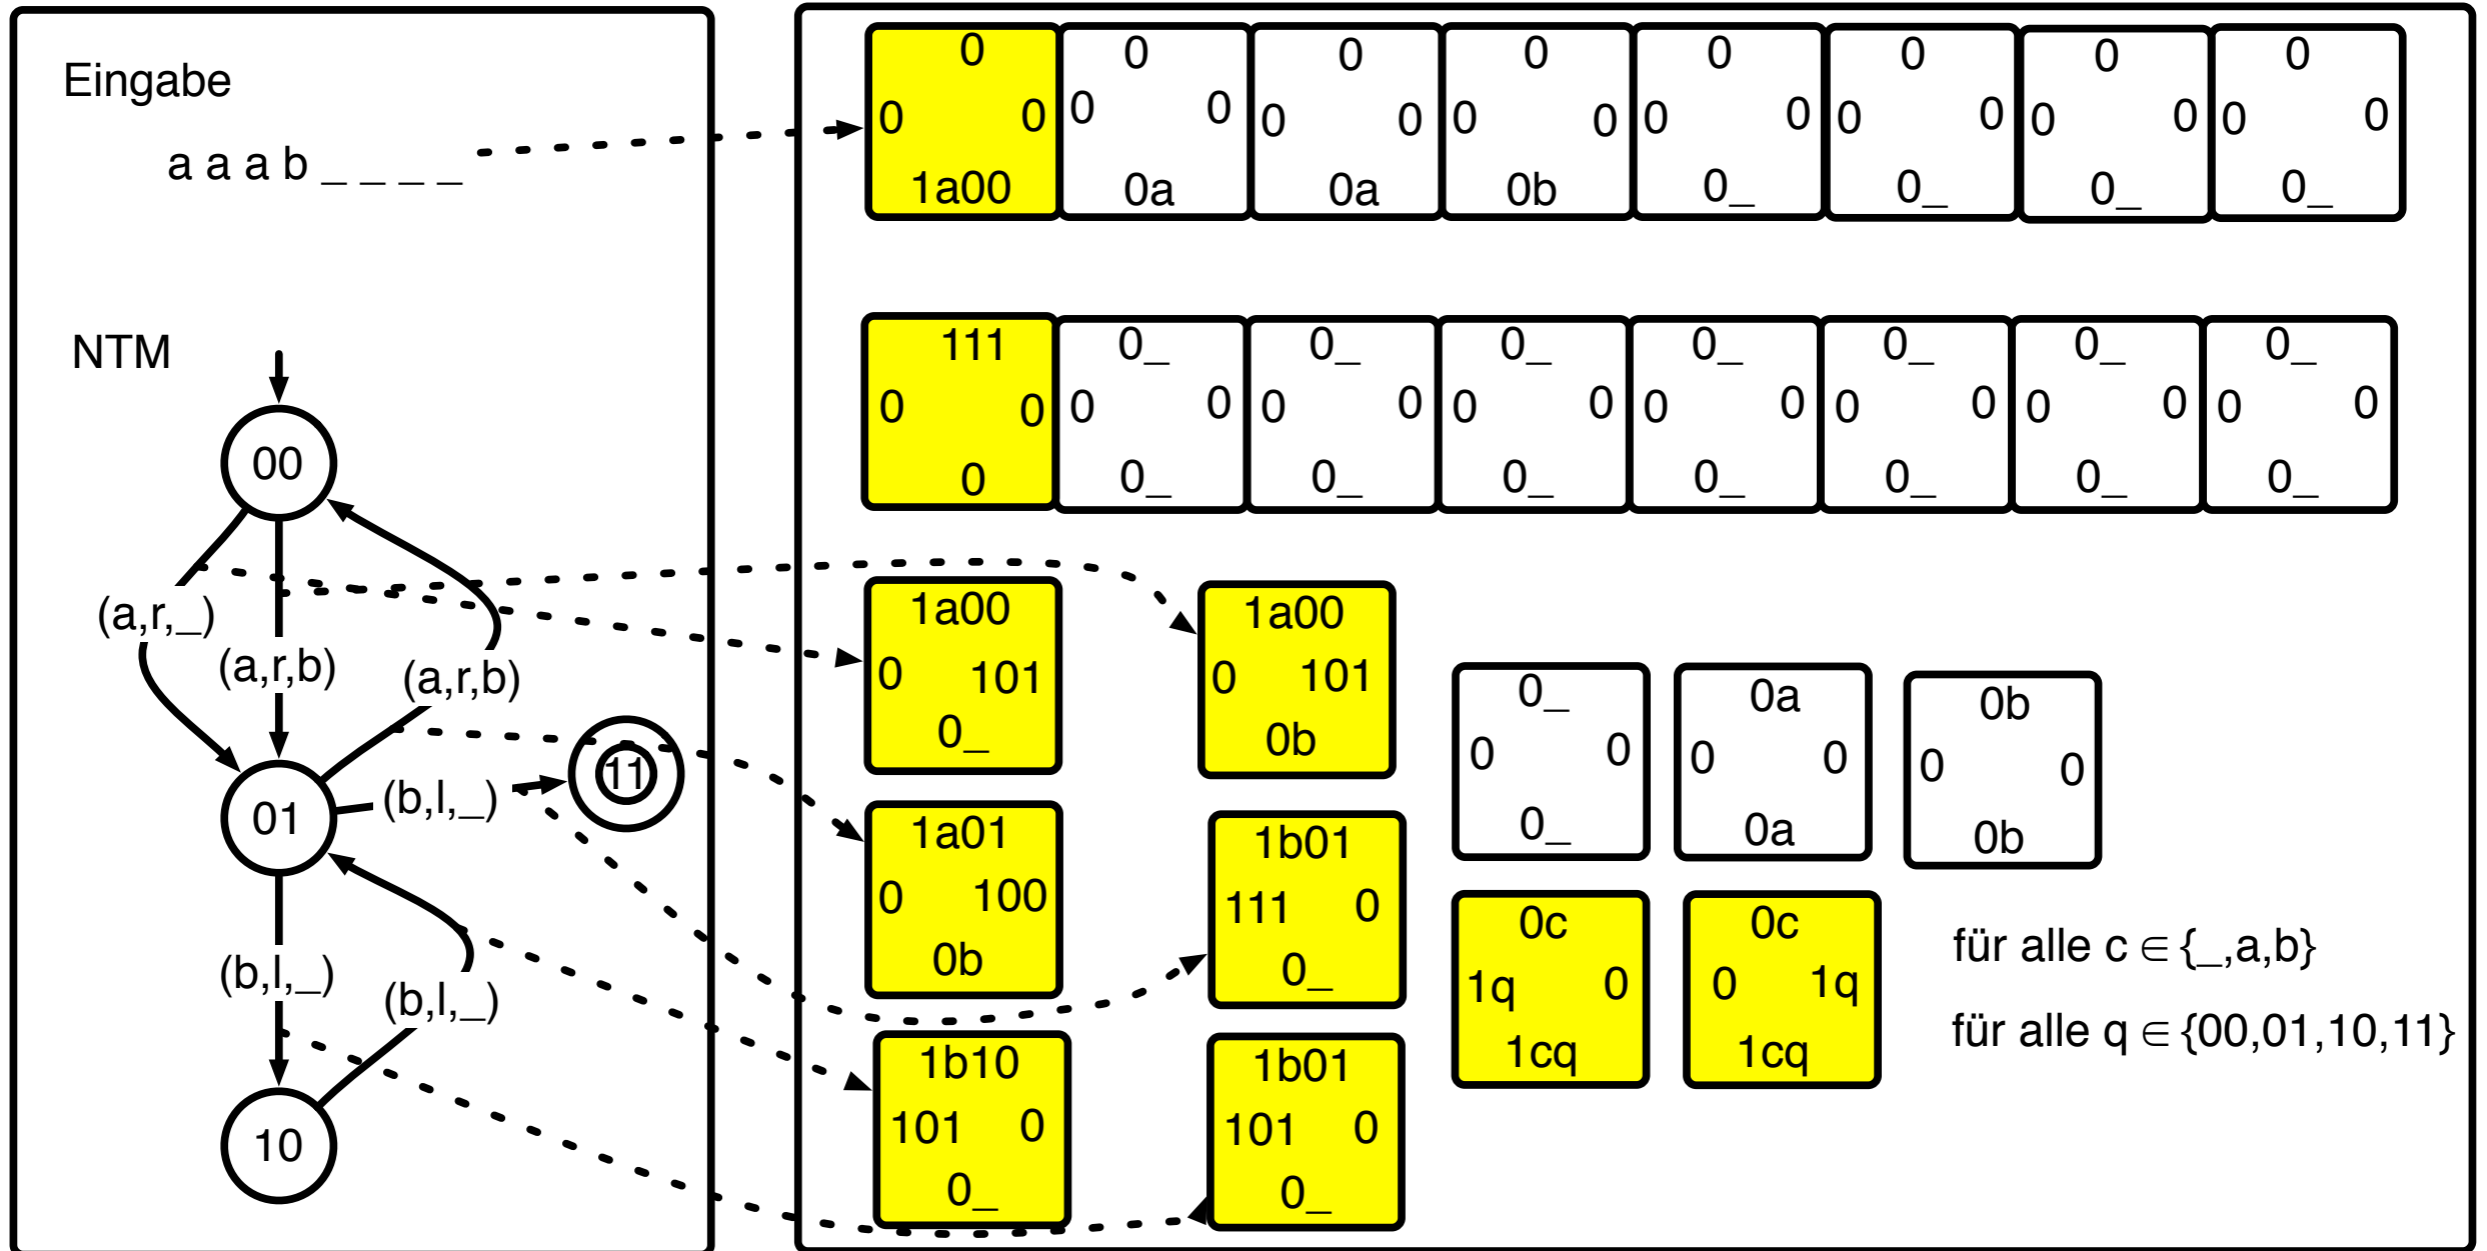 Eingabe
a a a b _ _ _ _
NTM
00
(a,r,_)
(a,r,b)
(a,r,b)
01
(b,l,_)
11
(b,l,_)
(b,l,_)
10
0 0 0 0 0 0 0 0
0 0 0 0 0 0 0 0 0 0 0 0 0 0 0 0
1a00 0a 0a 0b 0_ 0_ 0_ 0_
111 0_ 0_ 0_ 0_ 0_ 0_ 0_
0 0 0 0 0 0 0 0 0 0 0 0 0 0 0 0
0 0_ 0_ 0_ 0_ 0_ 0_ 0_
1a00
0 101
0_
1a00
0 101
0b
0_
0 0
0_
0a
0 0
0a
0b
0 0
0b
1a01
0 100
0b
1b01
111 0
0_
0c
1q 0
1cq
0c
0 1q
1cq
für alle c ∈ {_,a,b}
für alle q ∈ {00,01,10,11}
1b10
101 0
0_
1b01
101 0
0_